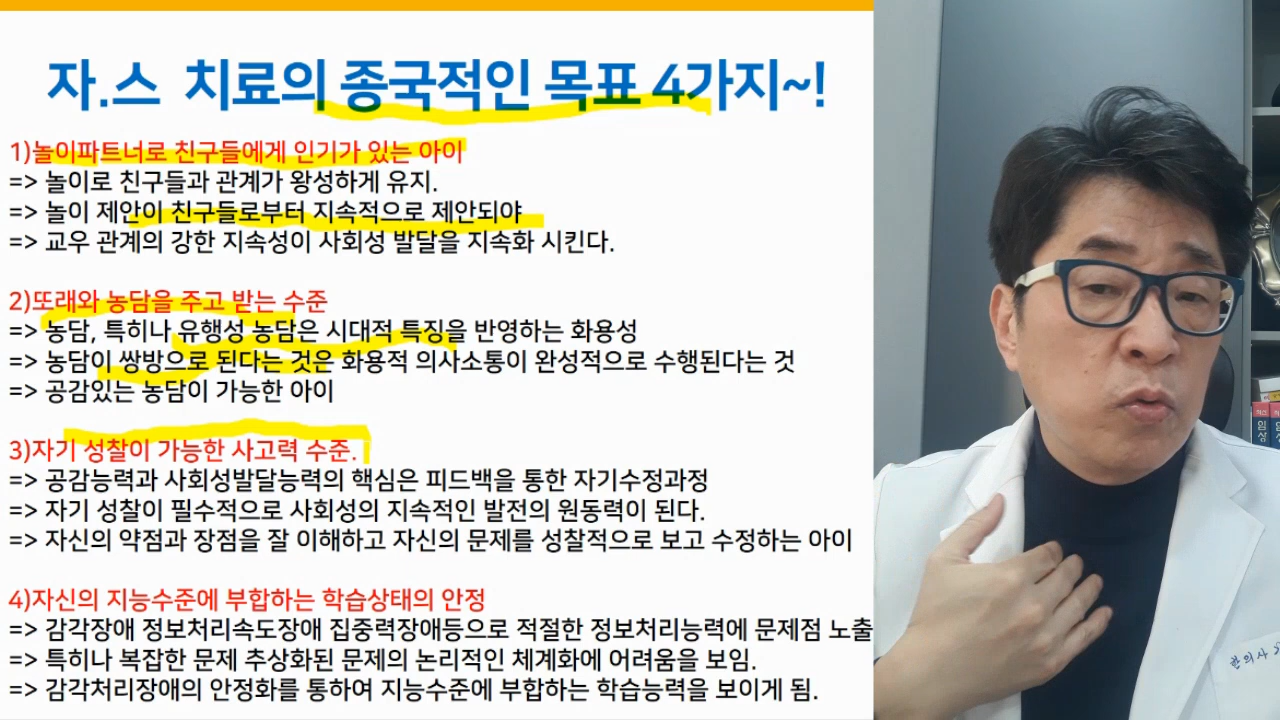 자.스 치료의 종국적인 목표 4가지~!
1)놀이파트너로 친구들에게 인기가 있는 아이
=> 놀이로 친구들과 관계가 왕성하게 유지.
=> 놀이 제안이 친구들로부터 지속적으로 제안되야
=> 교우 관계의 강한 지속성이 사회성 발달을 지속화 시킨다.
2)또래와 농담을 주고 받는 수준
=> 농담, 특히나 유행성 농담은 시대적 특징을 반영하는 화용성
=> 농담이 쌍방으로 된다는 것은 화용적 의사소통이 완성적으로 수행된다는 것
=> 공감있는 농담이 가능한 아이
3)자기 성찰이 가능한 사고력 수준.
=> 공감능력과 사회성발달능력의 핵심은 피드백을 통한 자기수정과정
=> 자기 성찰이 필수적으로 사회성의 지속적인 발전의 원동력이 된다.
=> 자신의 약점과 장점을 잘 이해하고 자신의 문제를 성찰적으로 보고 수정하는 아이
4)자신의 지능수준에 부합하는 학습상태의 안정
=> 감각장애 정보처리속도장애 집중력장애등으로 적절한 정보처리능력에 문제점 노출
=> 특히나 복잡한 문제 추상화된 문제의 논리적인 체계화에 어려움을 보임.
=> 감각처리장애의 안정화를 통하여 지능수준에 부합하는 학습능력을 보이게 됨.
한의사
임상